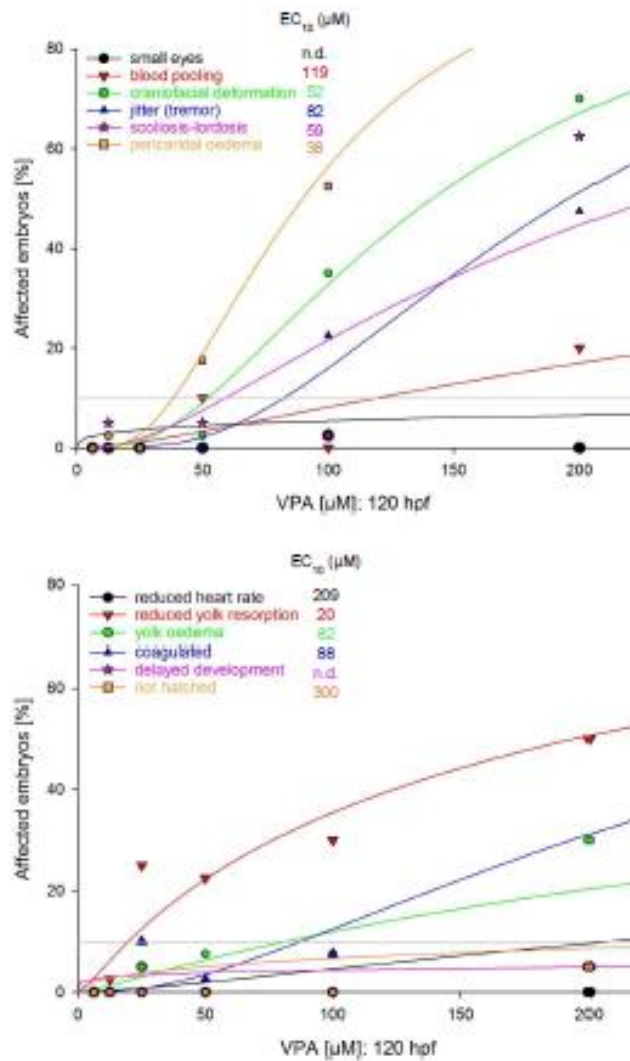 EC₁₀ (µM)
80
small eyes n.d.
blood pooling 119
craniofacial deformation 52
jitter (tremor) 82
scoliosis-lordosis 59
pericaridal oedema 38
60
40
20
0
Affected embryos [%]
0 50 100 150 200
VPA [µM]: 120 hpf
EC₁₀ (µM)
80
reduced heart rate 209
reduced yolk resorption 20
yolk oedema 82
coagulated 88
delayed development n.d.
not hatched 300
60
40
20
0
Affected embryos [%]
0 50 100 150 200
VPA [µM]: 120 hpf